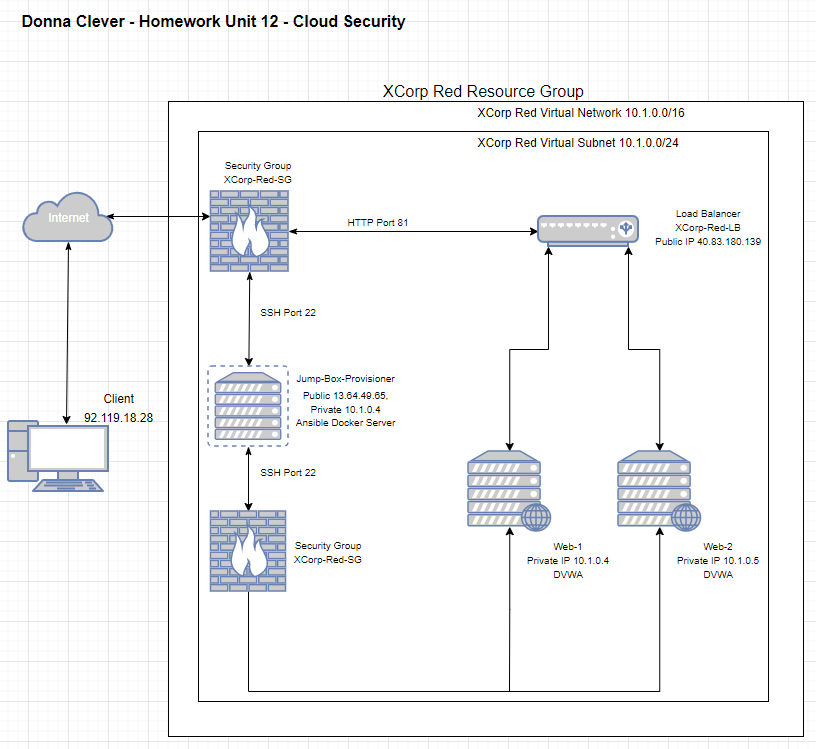 Donna Clever - Homework Unit 12 - Cloud Security
XCorp Red Resource Group
XCorp Red Virtual Network 10.1.0.0/16
XCorp Red Virtual Subnet 10.1.0.0/24
Security Group
XCorp-Red-SG
Internet
HTTP Port 81
Load Balancer
XCorp-Red-LB
Public IP 40.83.180.139
SSH Port 22
Jump-Box-Provisioner
Public 13.64.49.65,
Private 10.1.0.4
Ansible Docker Server
Client
92.119.18.28
SSH Port 22
Security Group
XCorp-Red-SG
Web-1
Private IP 10.1.0.4
DVWA
Web-2
Private IP 10.1.0.5
DVWA